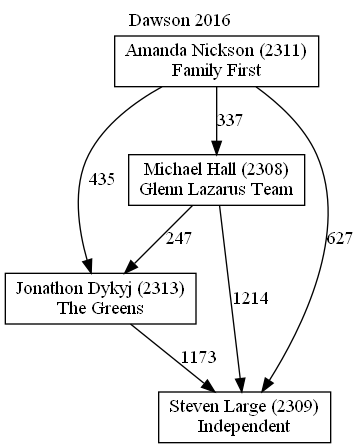 Dawson 2016
Amanda Nickson (2311)
Family First
337
Michael Hall (2308)
Glenn Lazarus Team
435
247
627
Jonathon Dykyj (2313)
The Greens
1214
1173
Steven Large (2309)
Independent